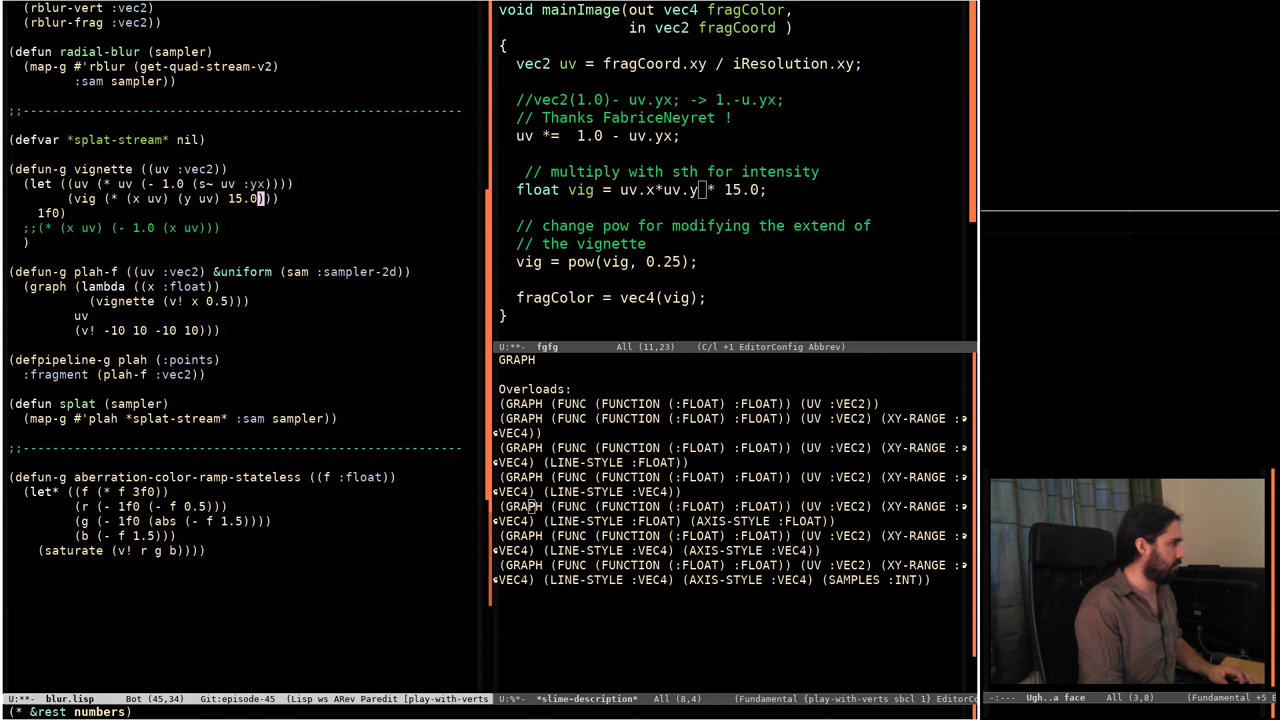 (rblur-vert :vec2)
(rblur-frag :vec2))
(defun radial-blur (sampler)
(map-g #'rblur (get-quad-stream-v2)
:sam sampler))
;;------------------------------------------------------------
(defvar *splat-stream* nil)
(defun-g vignette ((uv :vec2))
(let ((uv (* uv (- 1.0 (s~ uv :yx))))
(vig (* (x uv) (y uv) 15.0)))
1f0)
;;(* (x uv) (- 1.0 (x uv)))
)
(defun-g plah-f ((uv :vec2) &uniform (sam :sampler-2d))
(graph (lambda ((x :float))
(vignette (v! x 0.5)))
uv
(v! -10 10 -10 10)))
(defpipeline-g plah (:points)
:fragment (plah-f :vec2))
(defun splat (sampler)
(map-g #'plah *splat-stream* :sam sampler))
;;------------------------------------------------------------
(defun-g aberration-color-ramp-stateless ((f :float))
(let* ((f (* f 3f0))
(r (- 1f0 (- f 0.5)))
(g (- 1f0 (abs (- f 1.5))))
(b (- f 1.5)))
(saturate (v! r g b))))
U:**- blur.lisp Bot (45,34) Git:episode-45 (Lisp ws ARev Paredit [play-with-verts
(* &rest numbers)
void mainImage(out vec4 fragColor,
in vec2 fragCoord )
{
vec2 uv = fragCoord.xy / iResolution.xy;
//vec2(1.0)- uv.yx; -> 1.-u.yx;
// Thanks FabriceNeyret !
uv *=  1.0 - uv.yx;
// multiply with sth for intensity
float vig = uv.x*uv.y * 15.0;
// change pow for modifying the extend of
// the vignette
vig = pow(vig, 0.25);
fragColor = vec4(vig);
}
U:**- fgfg All (11,23) (C/l +1 EditorConfig Abbrev)
GRAPH
Overloads:
(GRAPH (FUNC (FUNCTION (:FLOAT) :FLOAT)) (UV :VEC2))
(GRAPH (FUNC (FUNCTION (:FLOAT) :FLOAT)) (UV :VEC2) (XY-RANGE :
VEC4))
(GRAPH (FUNC (FUNCTION (:FLOAT) :FLOAT)) (UV :VEC2) (XY-RANGE :
VEC4) (LINE-STYLE :FLOAT))
(GRAPH (FUNC (FUNCTION (:FLOAT) :FLOAT)) (UV :VEC2) (XY-RANGE :
VEC4) (LINE-STYLE :VEC4))
(GRAPH (FUNC (FUNCTION (:FLOAT) :FLOAT)) (UV :VEC2) (XY-RANGE :
VEC4) (LINE-STYLE :FLOAT) (AXIS-STYLE :FLOAT))
(GRAPH (FUNC (FUNCTION (:FLOAT) :FLOAT)) (UV :VEC2) (XY-RANGE :
VEC4) (LINE-STYLE :VEC4) (AXIS-STYLE :VEC4))
(GRAPH (FUNC (FUNCTION (:FLOAT) :FLOAT)) (UV :VEC2) (XY-RANGE :
VEC4) (LINE-STYLE :VEC4) (AXIS-STYLE :VEC4) (SAMPLES :INT))
U:%*- *slime-description* All (8,4) (Fundamental {play-with-verts sbcl 1} EditorCo
-:--- Ugh..a face All (3,8) (Fundamental +5 E